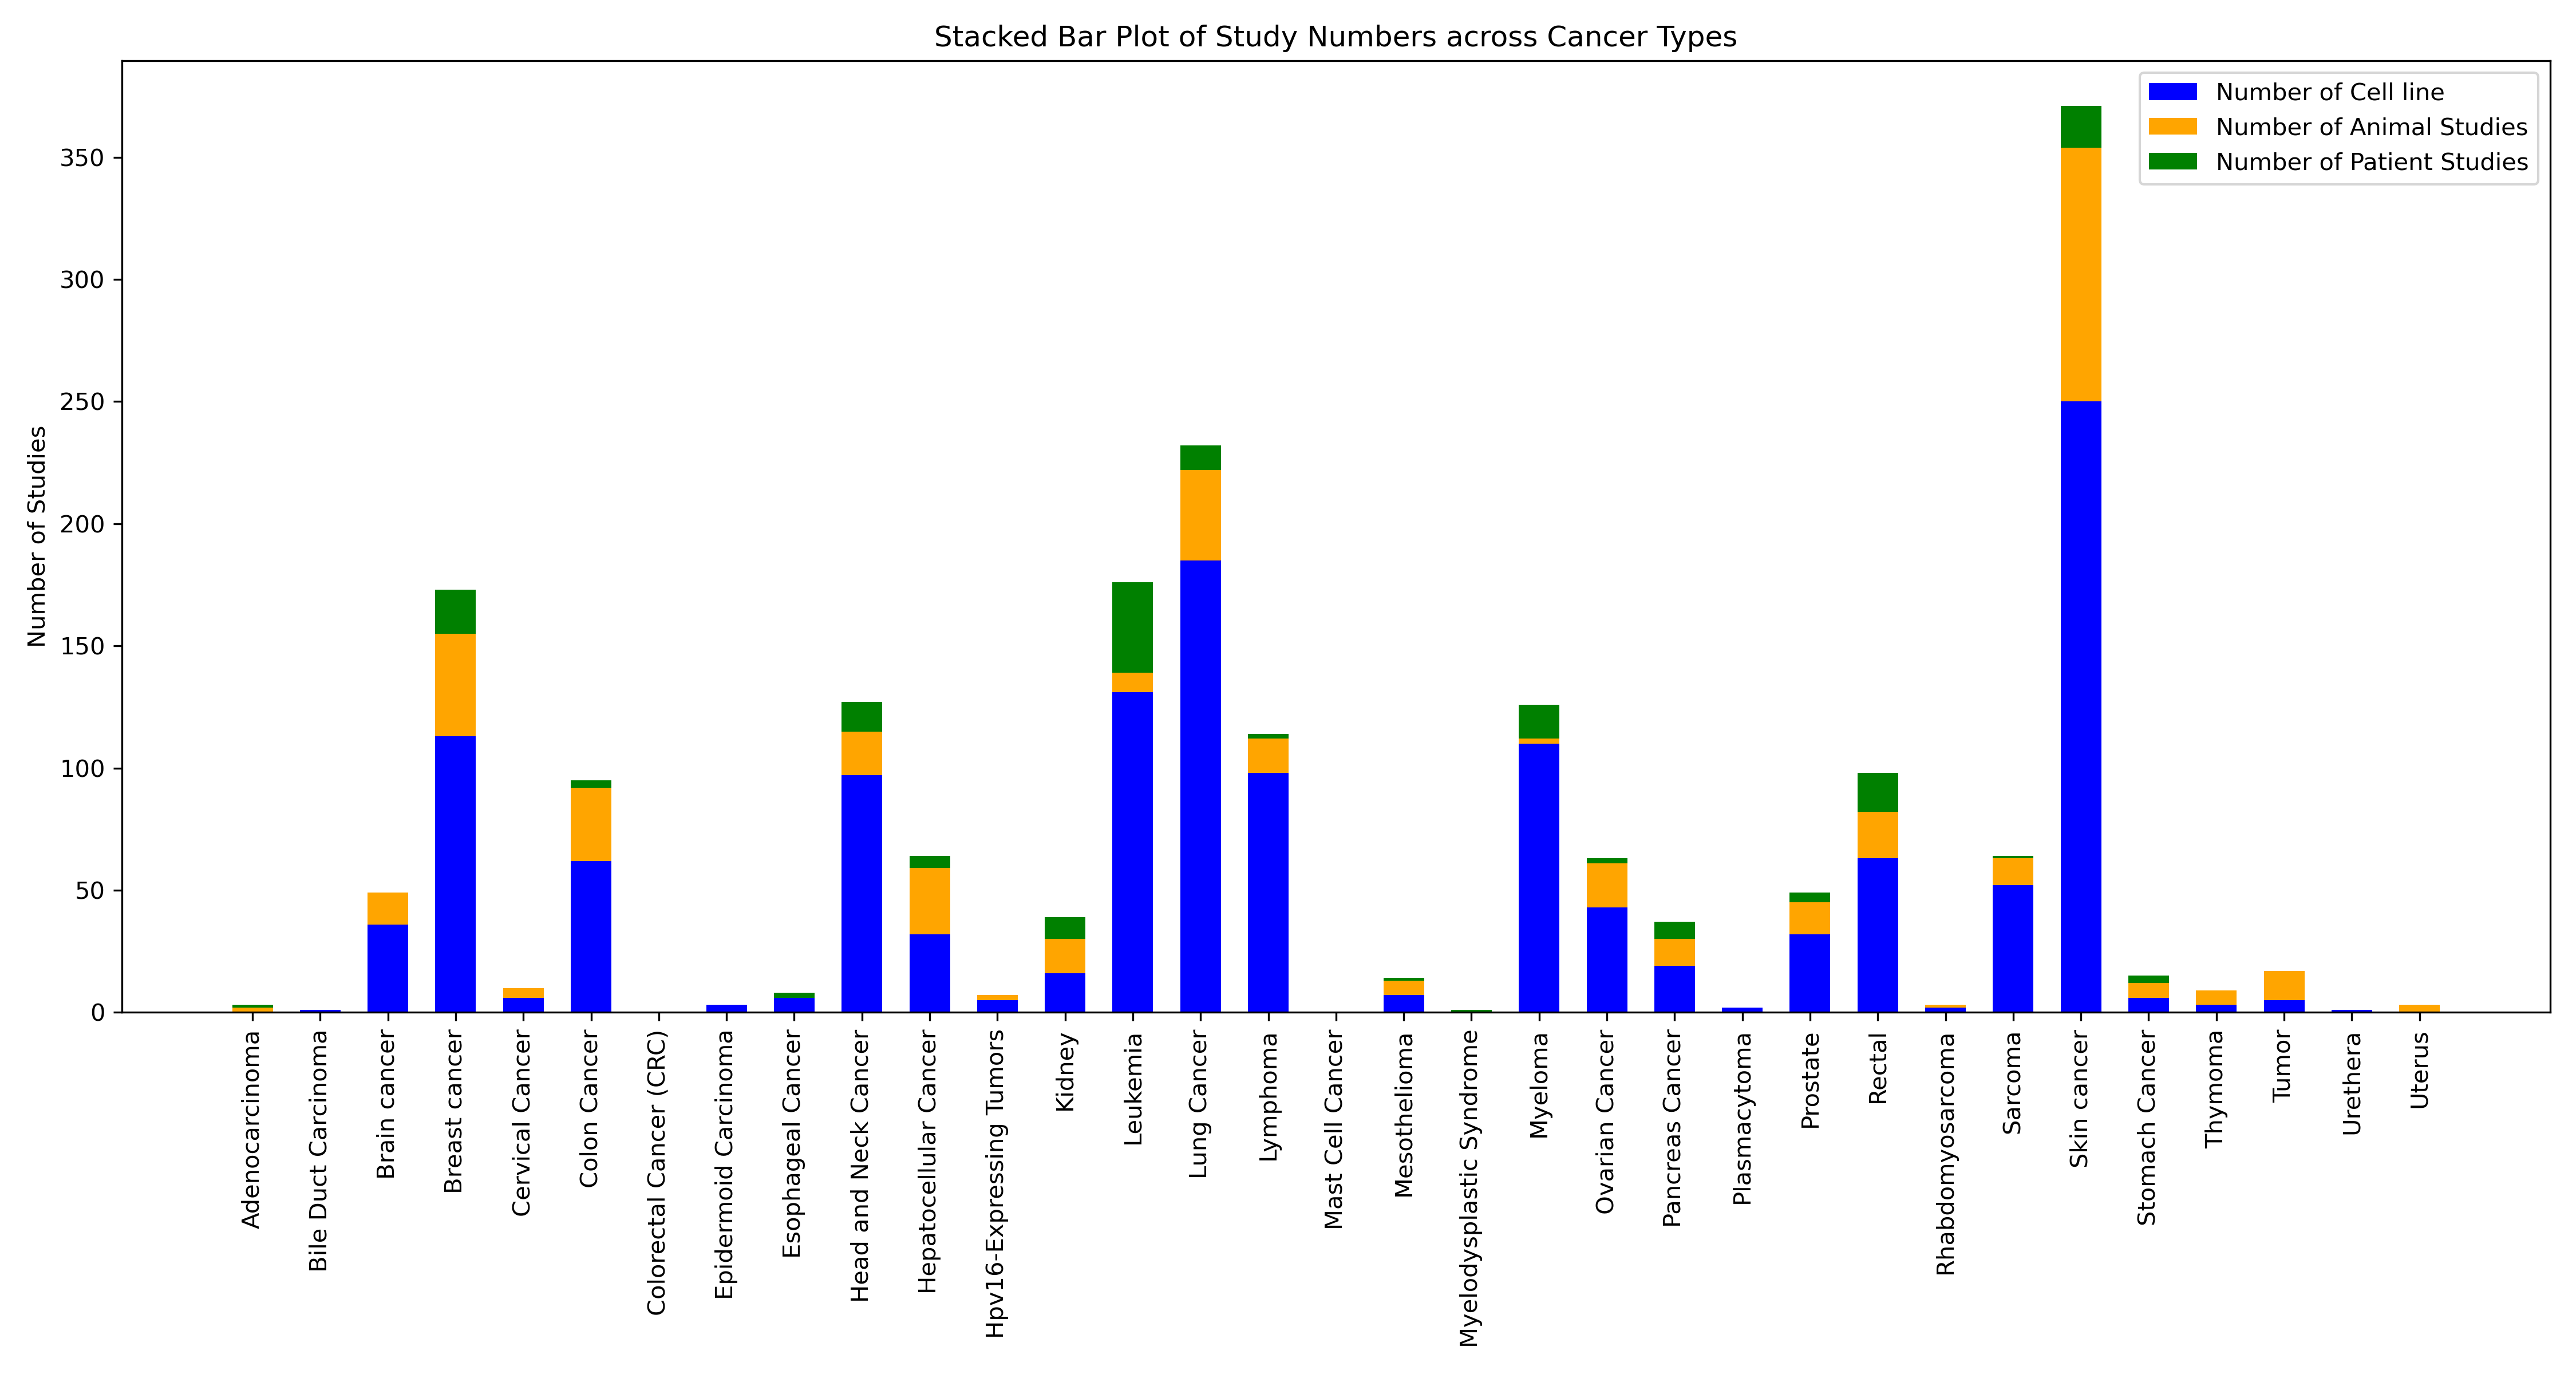 Stacked Bar Plot of Study Numbers across Cancer Types
Number of Cell line
Number of Animal Studies
Number of Patient Studies
Number of Studies
350
300
250
200
150
100
50
0
Adenocarcinoma
Bile Duct Carcinoma
Brain cancer
Breast cancer
Cervical Cancer
Colon Cancer
Colorectal Cancer (CRC)
Epidermoid Carcinoma
Esophageal Cancer
Head and Neck Cancer
Hepatocellular Cancer
Hpv16-Expressing Tumors
Kidney
Leukemia
Lung Cancer
Lymphoma
Mast Cell Cancer
Mesothelioma
Myelodysplastic Syndrome
Myeloma
Ovarian Cancer
Pancreas Cancer
Plasmacytoma
Prostate
Rectal
Rhabdomyosarcoma
Sarcoma
Skin cancer
Stomach Cancer
Thymoma
Tumor
Urethera
Uterus